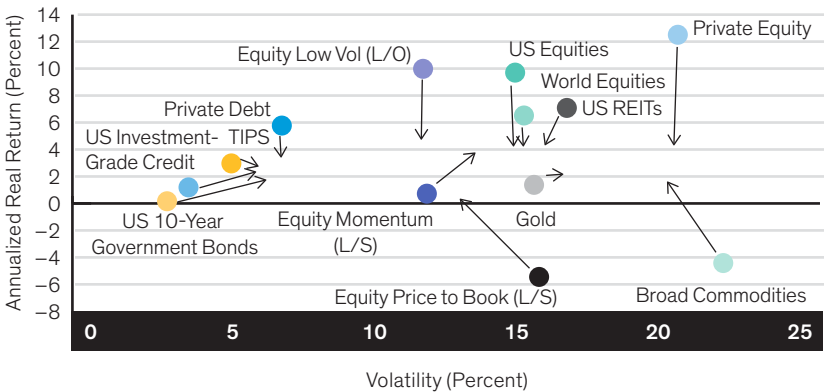 Annualized Real Return (Percent)
14
12
10
8
6
4
2
0
−2
−4
−6
−8
Private Equity
US Equities
Equity Low Vol (L/O)
World Equities
Private Debt
US REITs
US Investment-
TIPS
Grade Credit
US 10-Year
Government Bonds
Equity Momentum
(L/S)
Gold
Equity Price to Book (L/S)
Broad Commodities
0 5 10 15 20 25
Volatility (Percent)